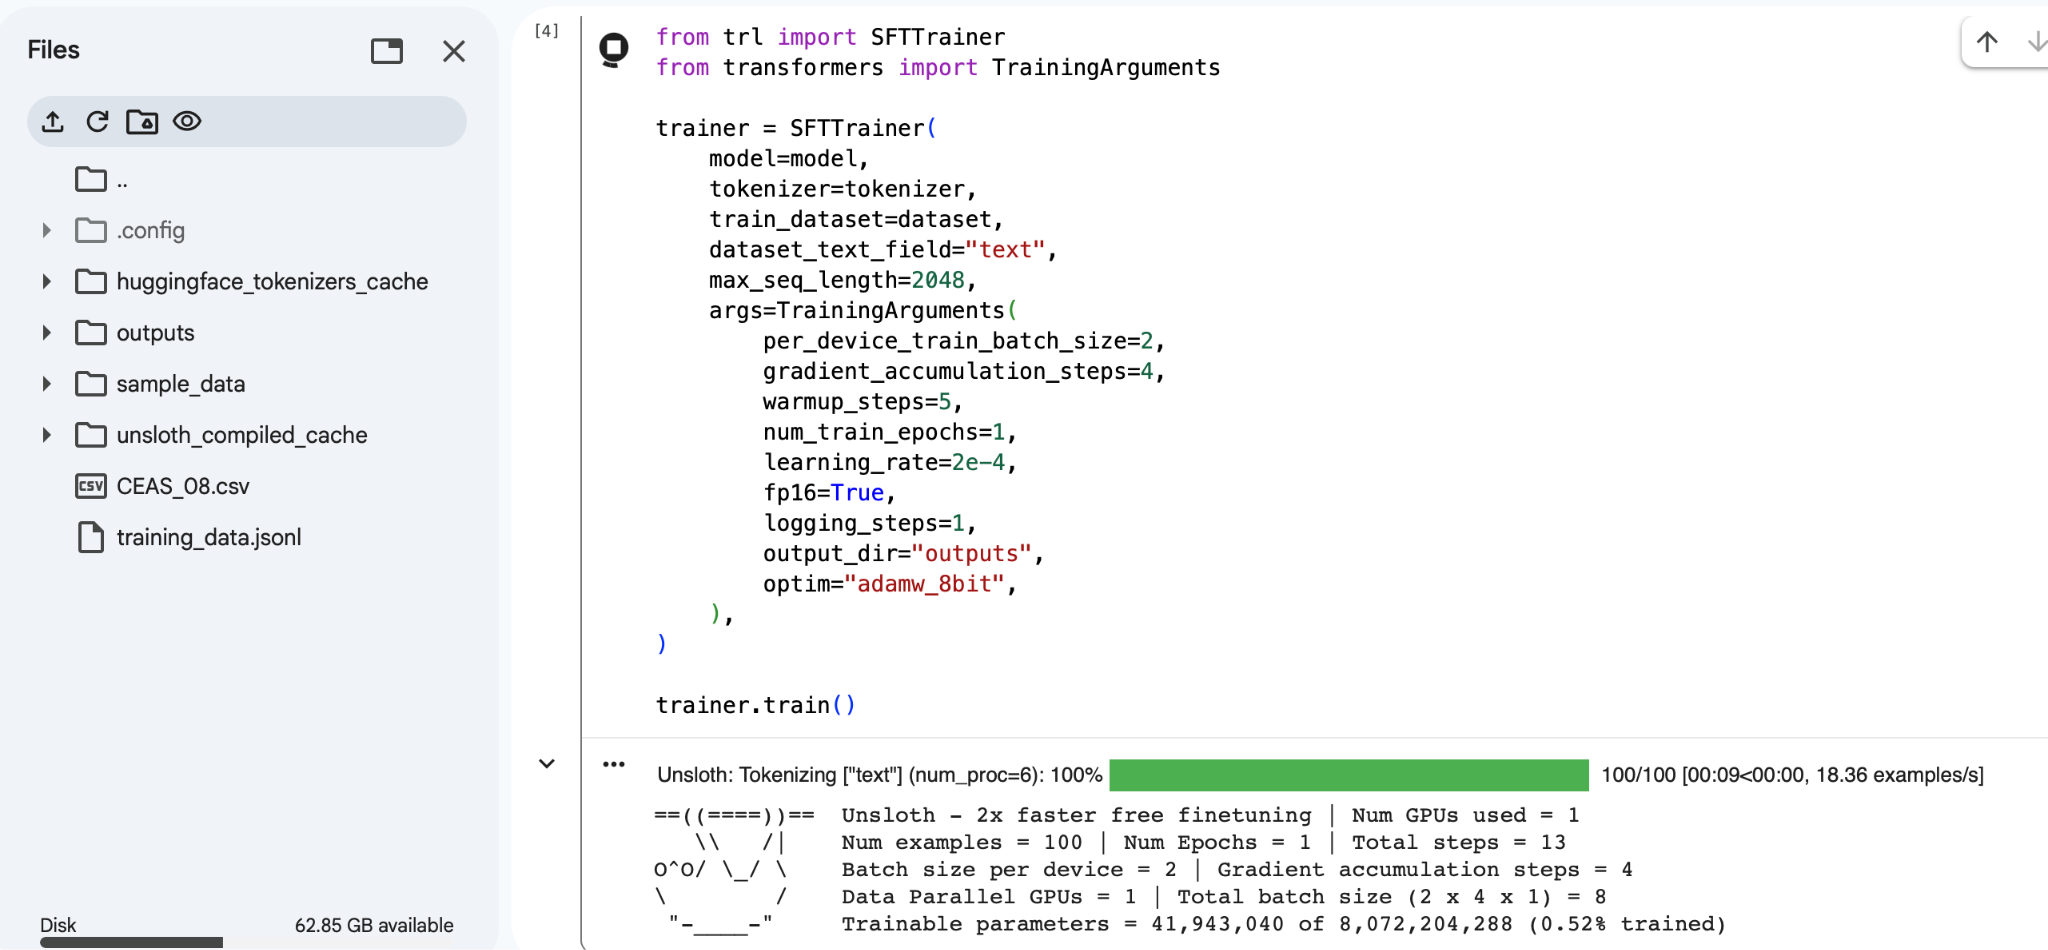 Files
..
.config
huggingface_tokenizers_cache
outputs
sample_data
unsloth_compiled_cache
CSV CEAS_08.csv
training_data.jsonl
Disk 62.85 GB available
[4]
from trl import SFTTrainer
from transformers import TrainingArguments
trainer = SFTTrainer(
    model=model,
    tokenizer=tokenizer,
    train_dataset=dataset,
    dataset_text_field="text",
    max_seq_length=2048,
    args=TrainingArguments(
        per_device_train_batch_size=2,
        gradient_accumulation_steps=4,
        warmup_steps=5,
        num_train_epochs=1,
        learning_rate=2e-4,
        fp16=True,
        logging_steps=1,
        output_dir="outputs",
        optim="adamw_8bit",
    ),
)
trainer.train()
Unsloth: Tokenizing ["text"] (num_proc=6): 100% 100/100 [00:09<00:00, 18.36 examples/s]
==((====))==  Unsloth - 2x faster free finetuning | Num GPUs used = 1
   \\   /|    Num examples = 100 | Num Epochs = 1 | Total steps = 13
O^O/ \_/ \    Batch size per device = 2 | Gradient accumulation steps = 4
\        /    Data Parallel GPUs = 1 | Total batch size (2 x 4 x 1) = 8
 "-____-"     Trainable parameters = 41,943,040 of 8,072,204,288 (0.52% trained)